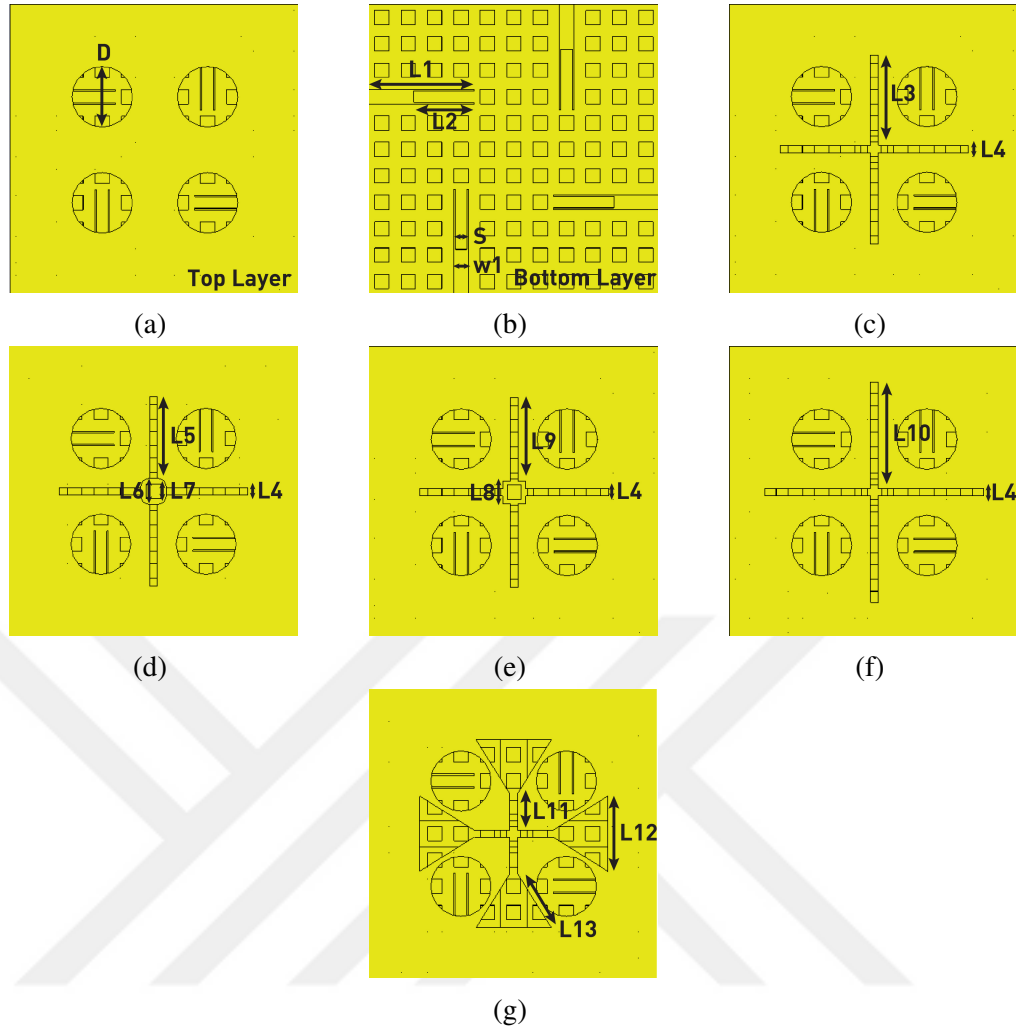 D
Top Layer
L1
L2
S
w1
Bottom Layer
L3
L4
(a)
(b)
(c)
L5
L6
L7
L4
L9
L8
L4
L10
L4
(d)
(e)
(f)
L11
L12
L13
(g)